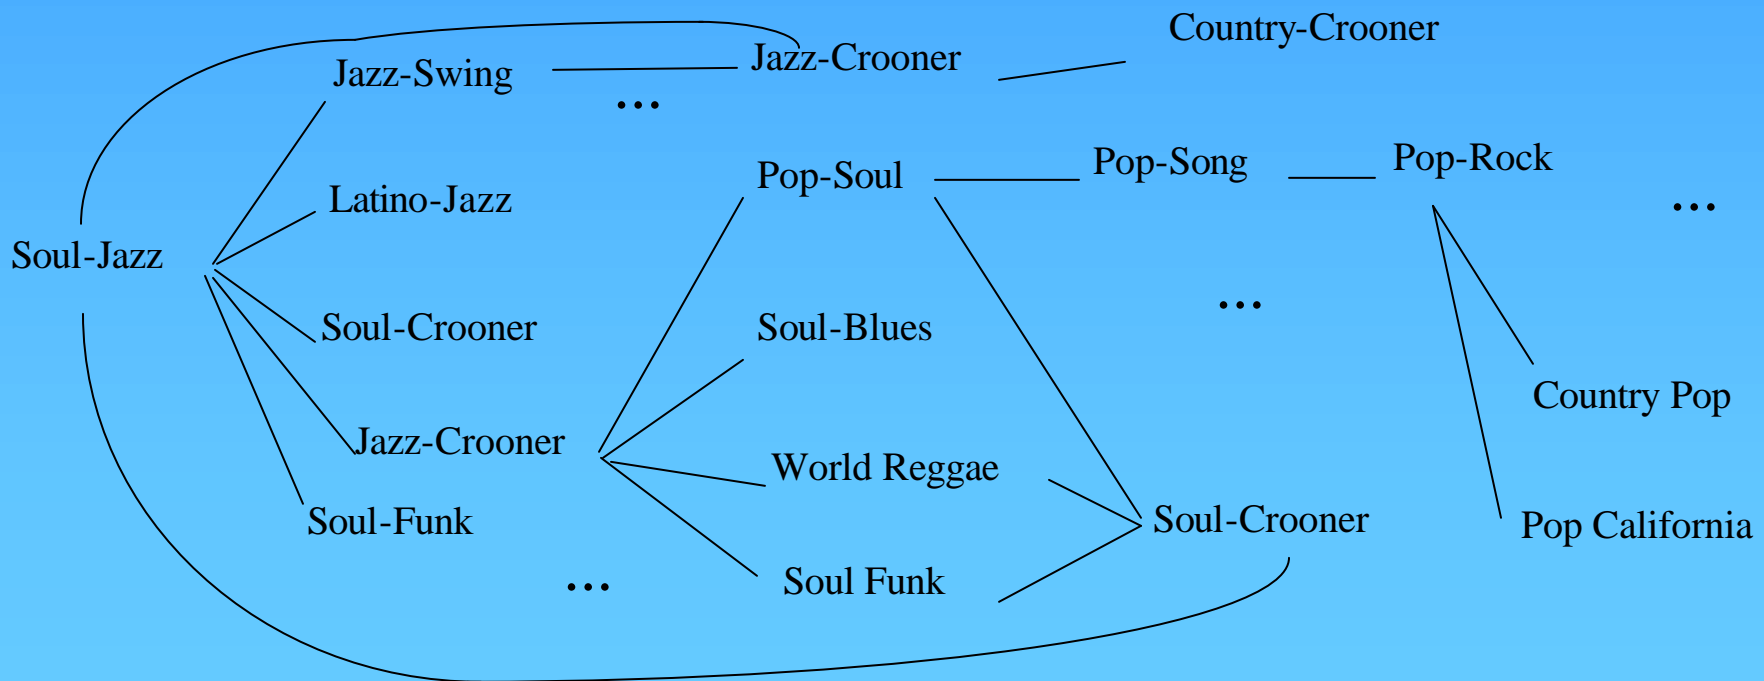 Country-Crooner
Jazz-Swing
Jazz-Crooner
...
Pop-Soul
Pop-Song
Pop-Rock
Latino-Jazz
...
Soul-Jazz
...
Soul-Crooner
Soul-Blues
Country Pop
Jazz-Crooner
World Reggae
Soul-Funk
Soul-Crooner
Pop California
...
Soul Funk